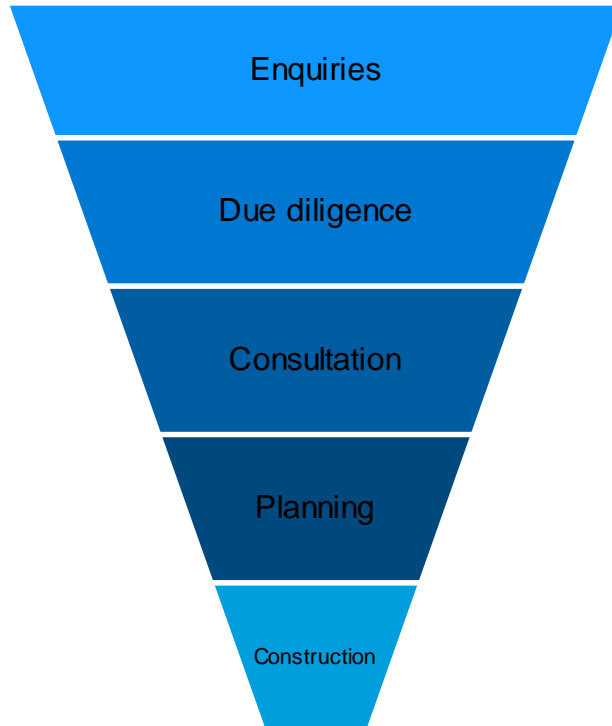 Enquiries
Due diligence
Consultation
Planning
Construction